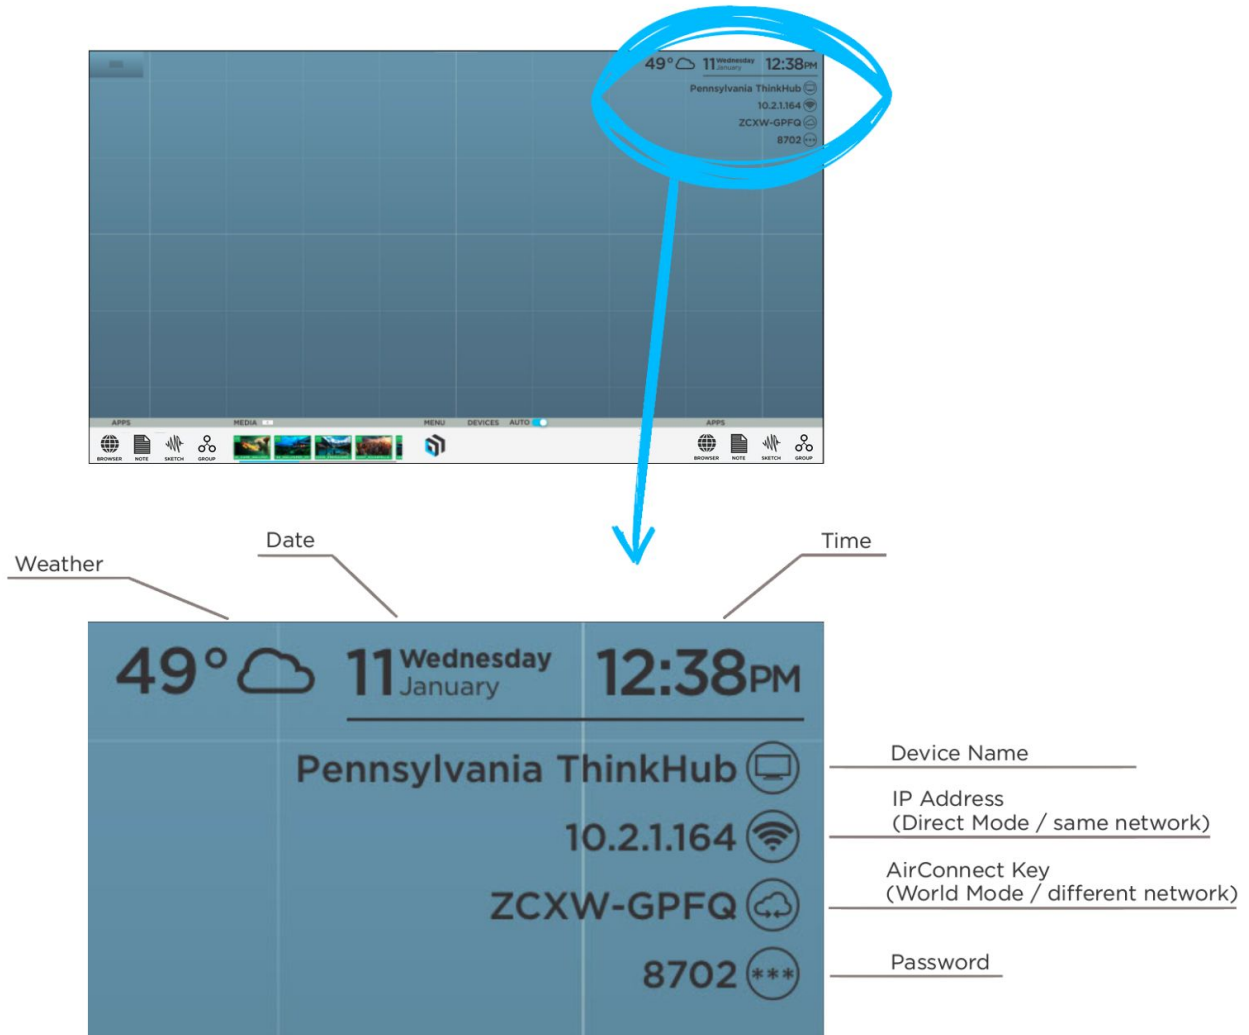 49° 11 Wednesday 12:38PM
January
Pennsylvania ThinkHub
10.2.1.164
ZCXW-GPFQ
8702
APPS MEDIA MENU DEVICES AUTO APPS
BROWSER NOTE SKETCH GROUP BROWSER NOTE SKETCH GROUP
Date
Time
Weather
49° 11 Wednesday 12:38PM
January
Pennsylvania ThinkHub
Device Name
10.2.1.164
IP Address
(Direct Mode / same network)
ZCXW-GPFQ
AirConnect Key
(World Mode / different network)
8702 ***
Password